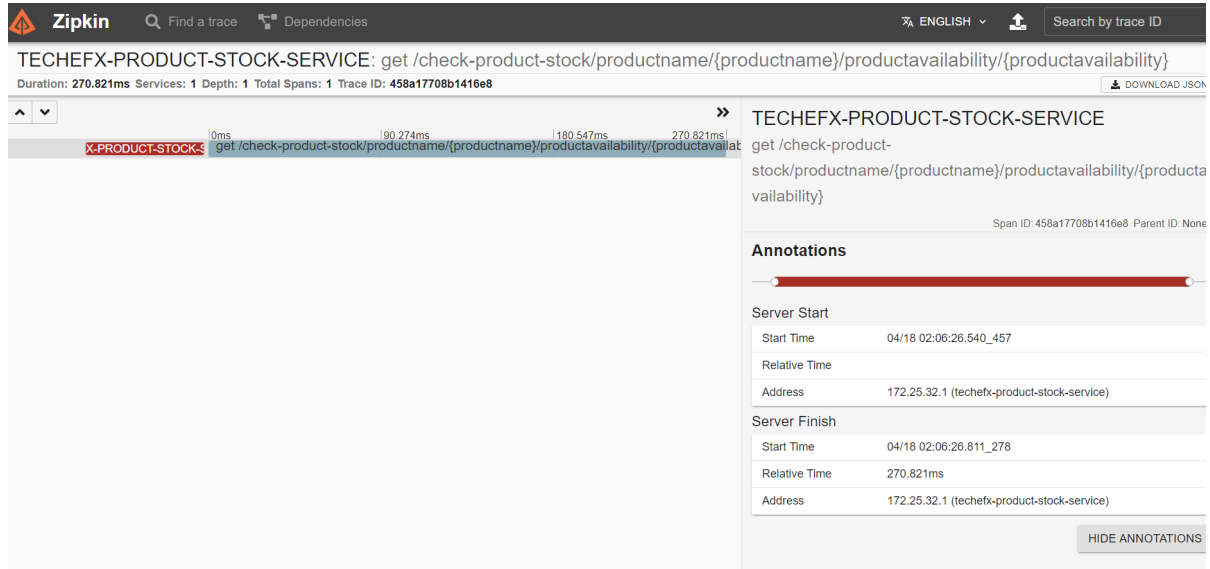 Zipkin Find a trace Dependencies ENGLISH Search by trace ID
TECHEFX-PRODUCT-STOCK-SERVICE: get /check-product-stock/productname/{productname}/productavailability/{productavailability}
Duration: 270.821ms Services: 1 Depth: 1 Total Spans: 1 Trace ID: 458a17708b1416e8
DOWNLOAD JSON
0ms 90.274ms 180.547ms 270.821ms
X-PRODUCT-STOCK-S get /check-product-stock/productname/{productname}/productavailability/{productavailab
TECHEFX-PRODUCT-STOCK-SERVICE
get /check-product-
stock/productname/{productname}/productavailability/{producta
vailability}
Span ID: 458a17708b1416e8 Parent ID: None
Annotations
Server Start
Start Time 04/18 02:06:26.540_457
Relative Time
Address 172.25.32.1 (techefx-product-stock-service)
Server Finish
Start Time 04/18 02:06:26.811_278
Relative Time 270.821ms
Address 172.25.32.1 (techefx-product-stock-service)
HIDE ANNOTATIONS